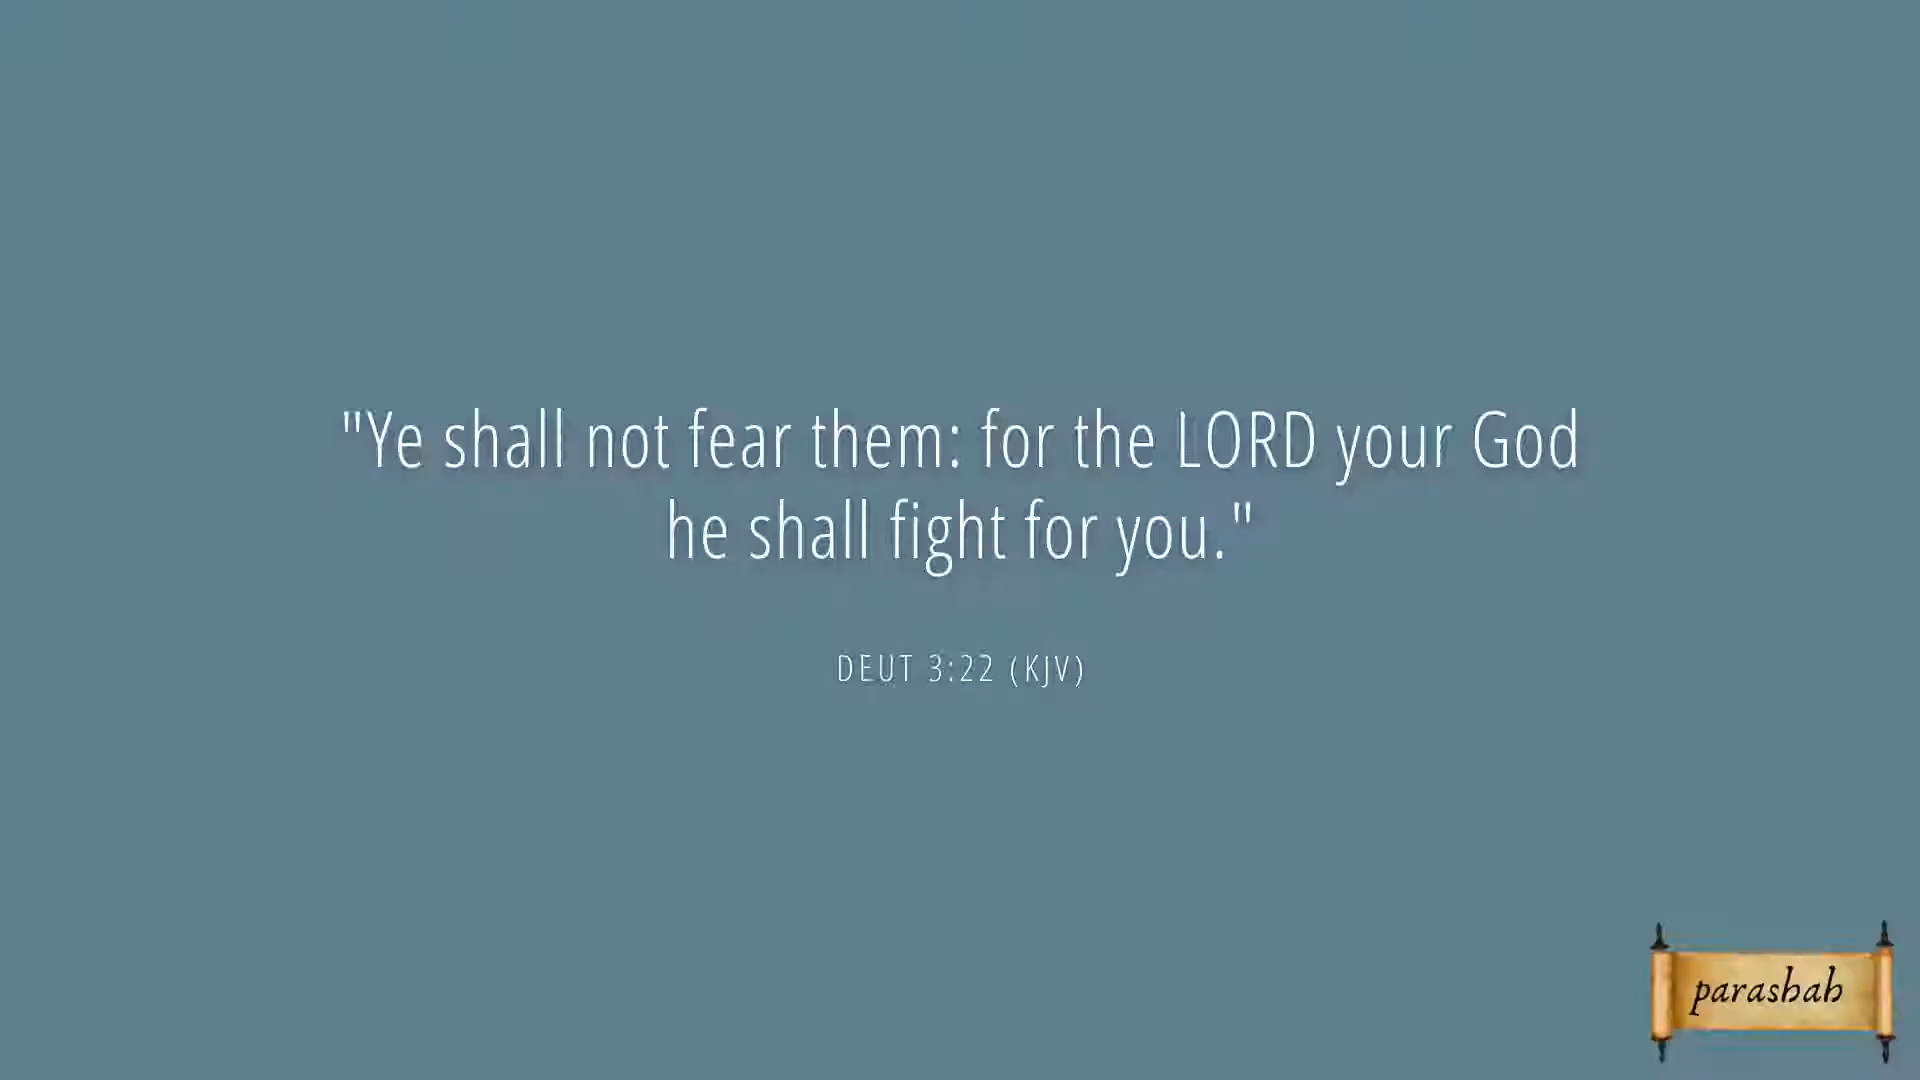 "Ye shall not fear them: for the LORD your God
he shall fight for you."
DEUT 3:22 (KJV)
parashah